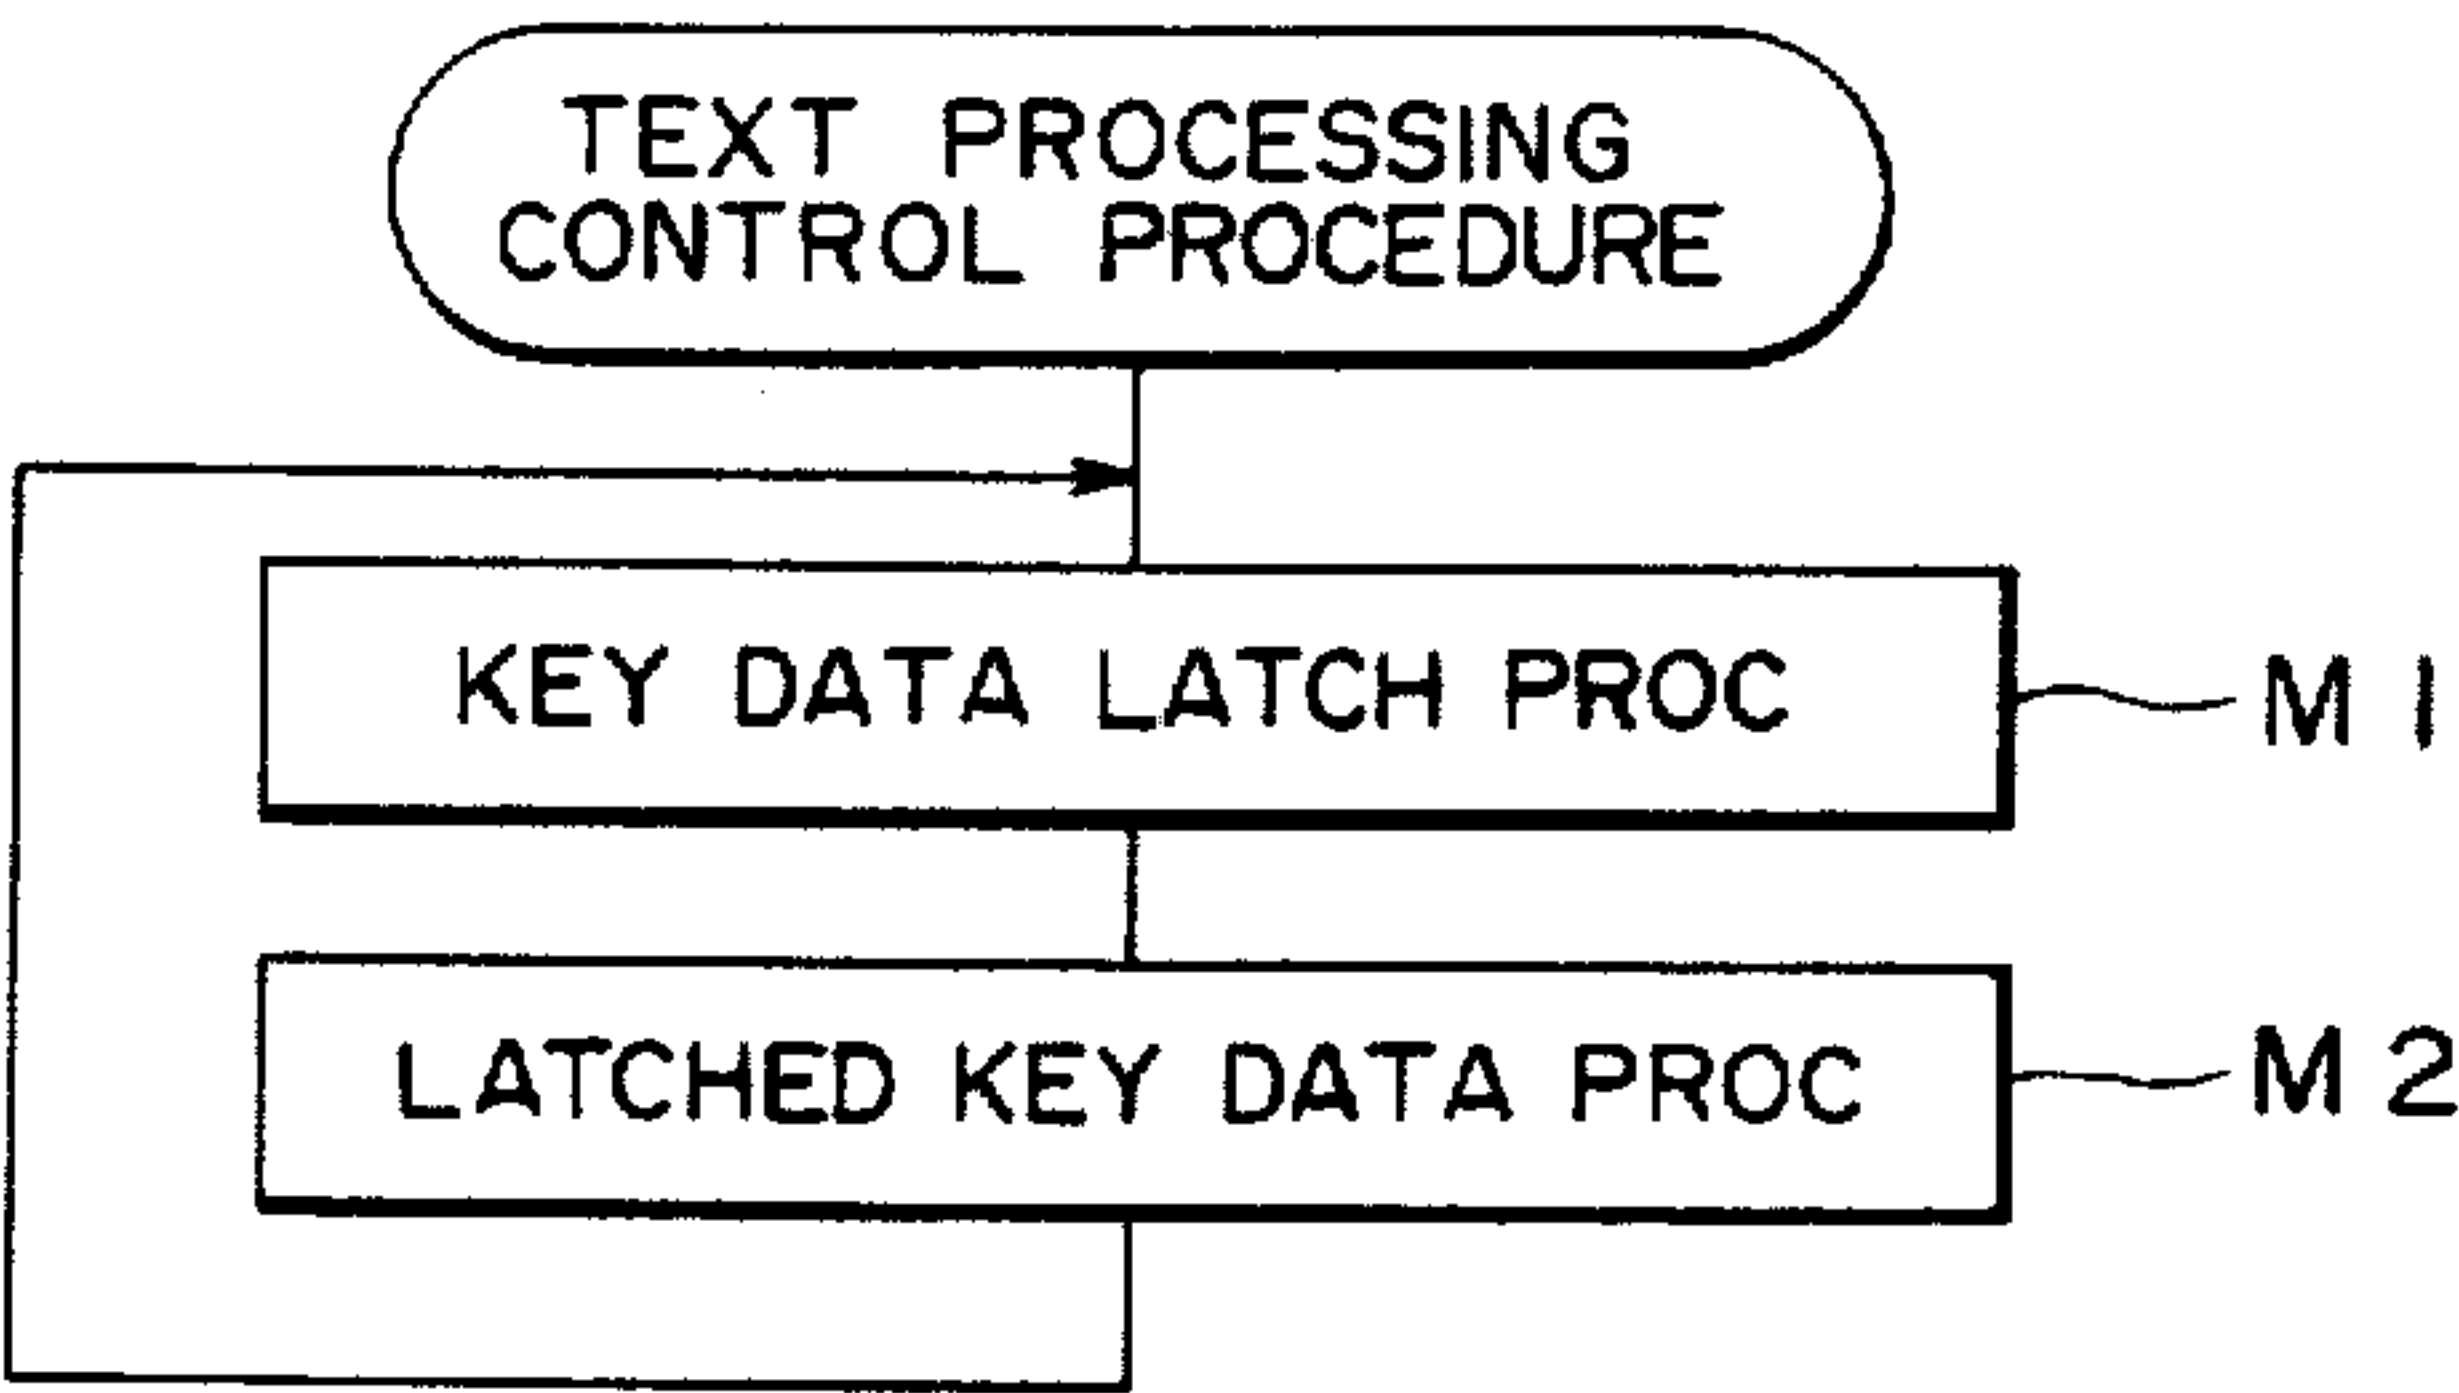 TEXT PROCESSING
CONTROL PROCEDURE
KEY DATA LATCH PROC
M1
LATCHED KEY DATA PROC
M2